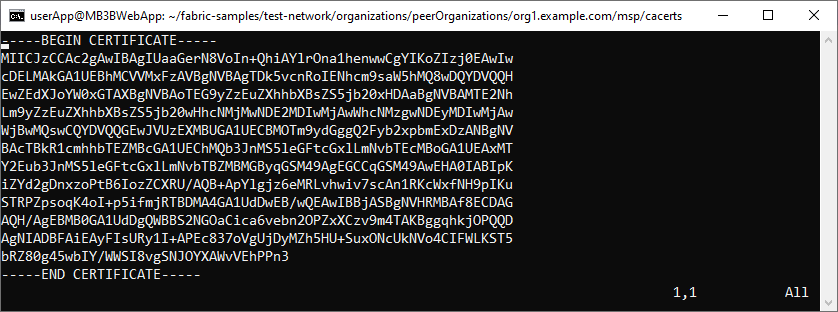 userApp@MB3BWebApp: ~/fabric-samples/test-network/organizations/peerOrganizations/org1.example.com/msp/cacerts
-----BEGIN CERTIFICATE-----
MIICJzCCAc2gAwIBAgIUaaGerN8VoIn+QhiAYlrOna1henwwCgYIKoZIzj0EAwIw
cDELMAkGA1UEBhMCVVMxFzAVBgNVBAgTDk5vcnRoIENhcm9saW5hMQ8wDQYDVQQH
EwZEdXJoYW0xGTAXBgNVBAoTEG9yZzEuZXhhbXBsZS5jb20xHDAaBgNVBAMTE2Nh
Lm9yZzEuZXhhbXBsZS5jb20wHhcNMjMwNDE2MDIwMjAwWhcNMzgwNDEyMDIwMjAw
WjBwMQswCQYDVQQGEwJVUzEXMBUGA1UECBMOTm9ydGggQ2Fyb2xpbmExDzANBgNV
BAcTBkR1cmhhbTEZMBcGA1UEChMQb3JnMS5leGFtcGxlLmNvbTEcMBoGA1UEAxMT
Y2Eub3JnMS5leGFtcGxlLmNvbTBZMBMGByqGSM49AgEGCCqGSM49AwEHA0IABIpK
iZYd2gDnxzoPtB6IozZCXRU/AQB+ApYlgjz6eMRLvhwiv7scAn1RKcWxfNH9pIKu
STRPZpsoqK4oI+p5ifmjRTBDMA4GA1UdDwEB/wQEAwIBBjASBgNVHRMBAf8ECDAG
AQH/AgEBMB0GA1UdDgQWBBS2NGOaCica6vebn2OPZxXCzv9m4TAKBggqhkjOPQQD
AgNIADBFAiEAyFIsURy1I+APEc837oVgUjDyMZh5HU+SuxONcUkNVo4CIFWLKST5
bRZ80g45wbIY/WWSI8vgSNJOYXAWvVEhPPn3
-----END CERTIFICATE-----
1,1 All